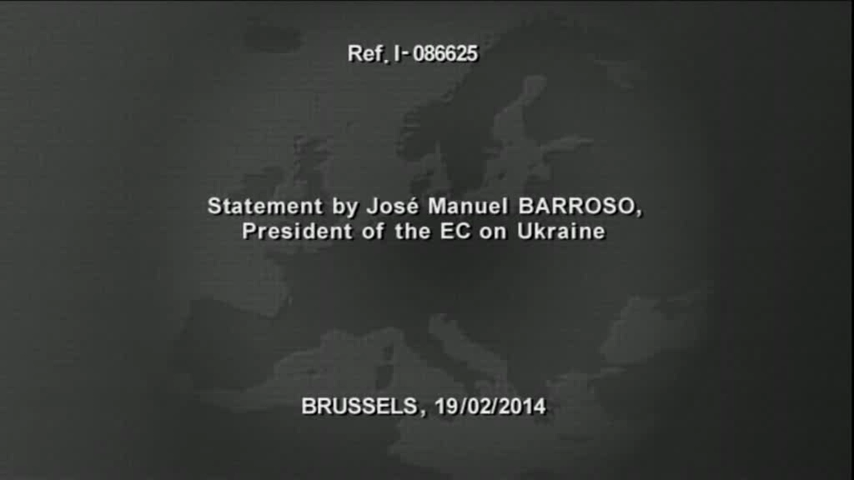 Ref. I-086625
Statement by José Manuel BARROSO,
President of the EC on Ukraine
BRUSSELS, 19/02/2014